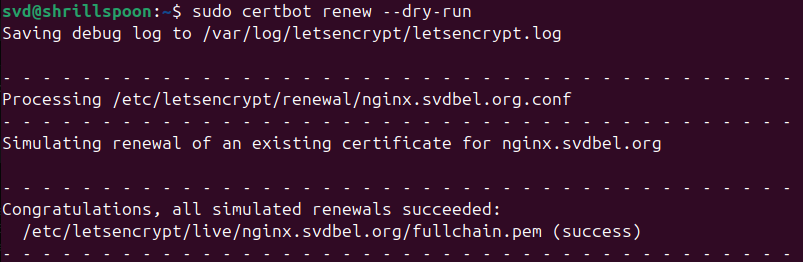 svd@shrillspoon:~$ sudo certbot renew --dry-run
Saving debug log to /var/log/letsencrypt/letsencrypt.log
- - - - - - - - - - - - - - - - - - - - - - - - - - - - - - - - - - - - - - - -
Processing /etc/letsencrypt/renewal/nginx.svdbel.org.conf
- - - - - - - - - - - - - - - - - - - - - - - - - - - - - - - - - - - - - - - -
Simulating renewal of an existing certificate for nginx.svdbel.org
- - - - - - - - - - - - - - - - - - - - - - - - - - - - - - - - - - - - - - - -
Congratulations, all simulated renewals succeeded:
  /etc/letsencrypt/live/nginx.svdbel.org/fullchain.pem (success)
- - - - - - - - - - - - - - - - - - - - - - - - - - - - - - - - - - - - - - - -